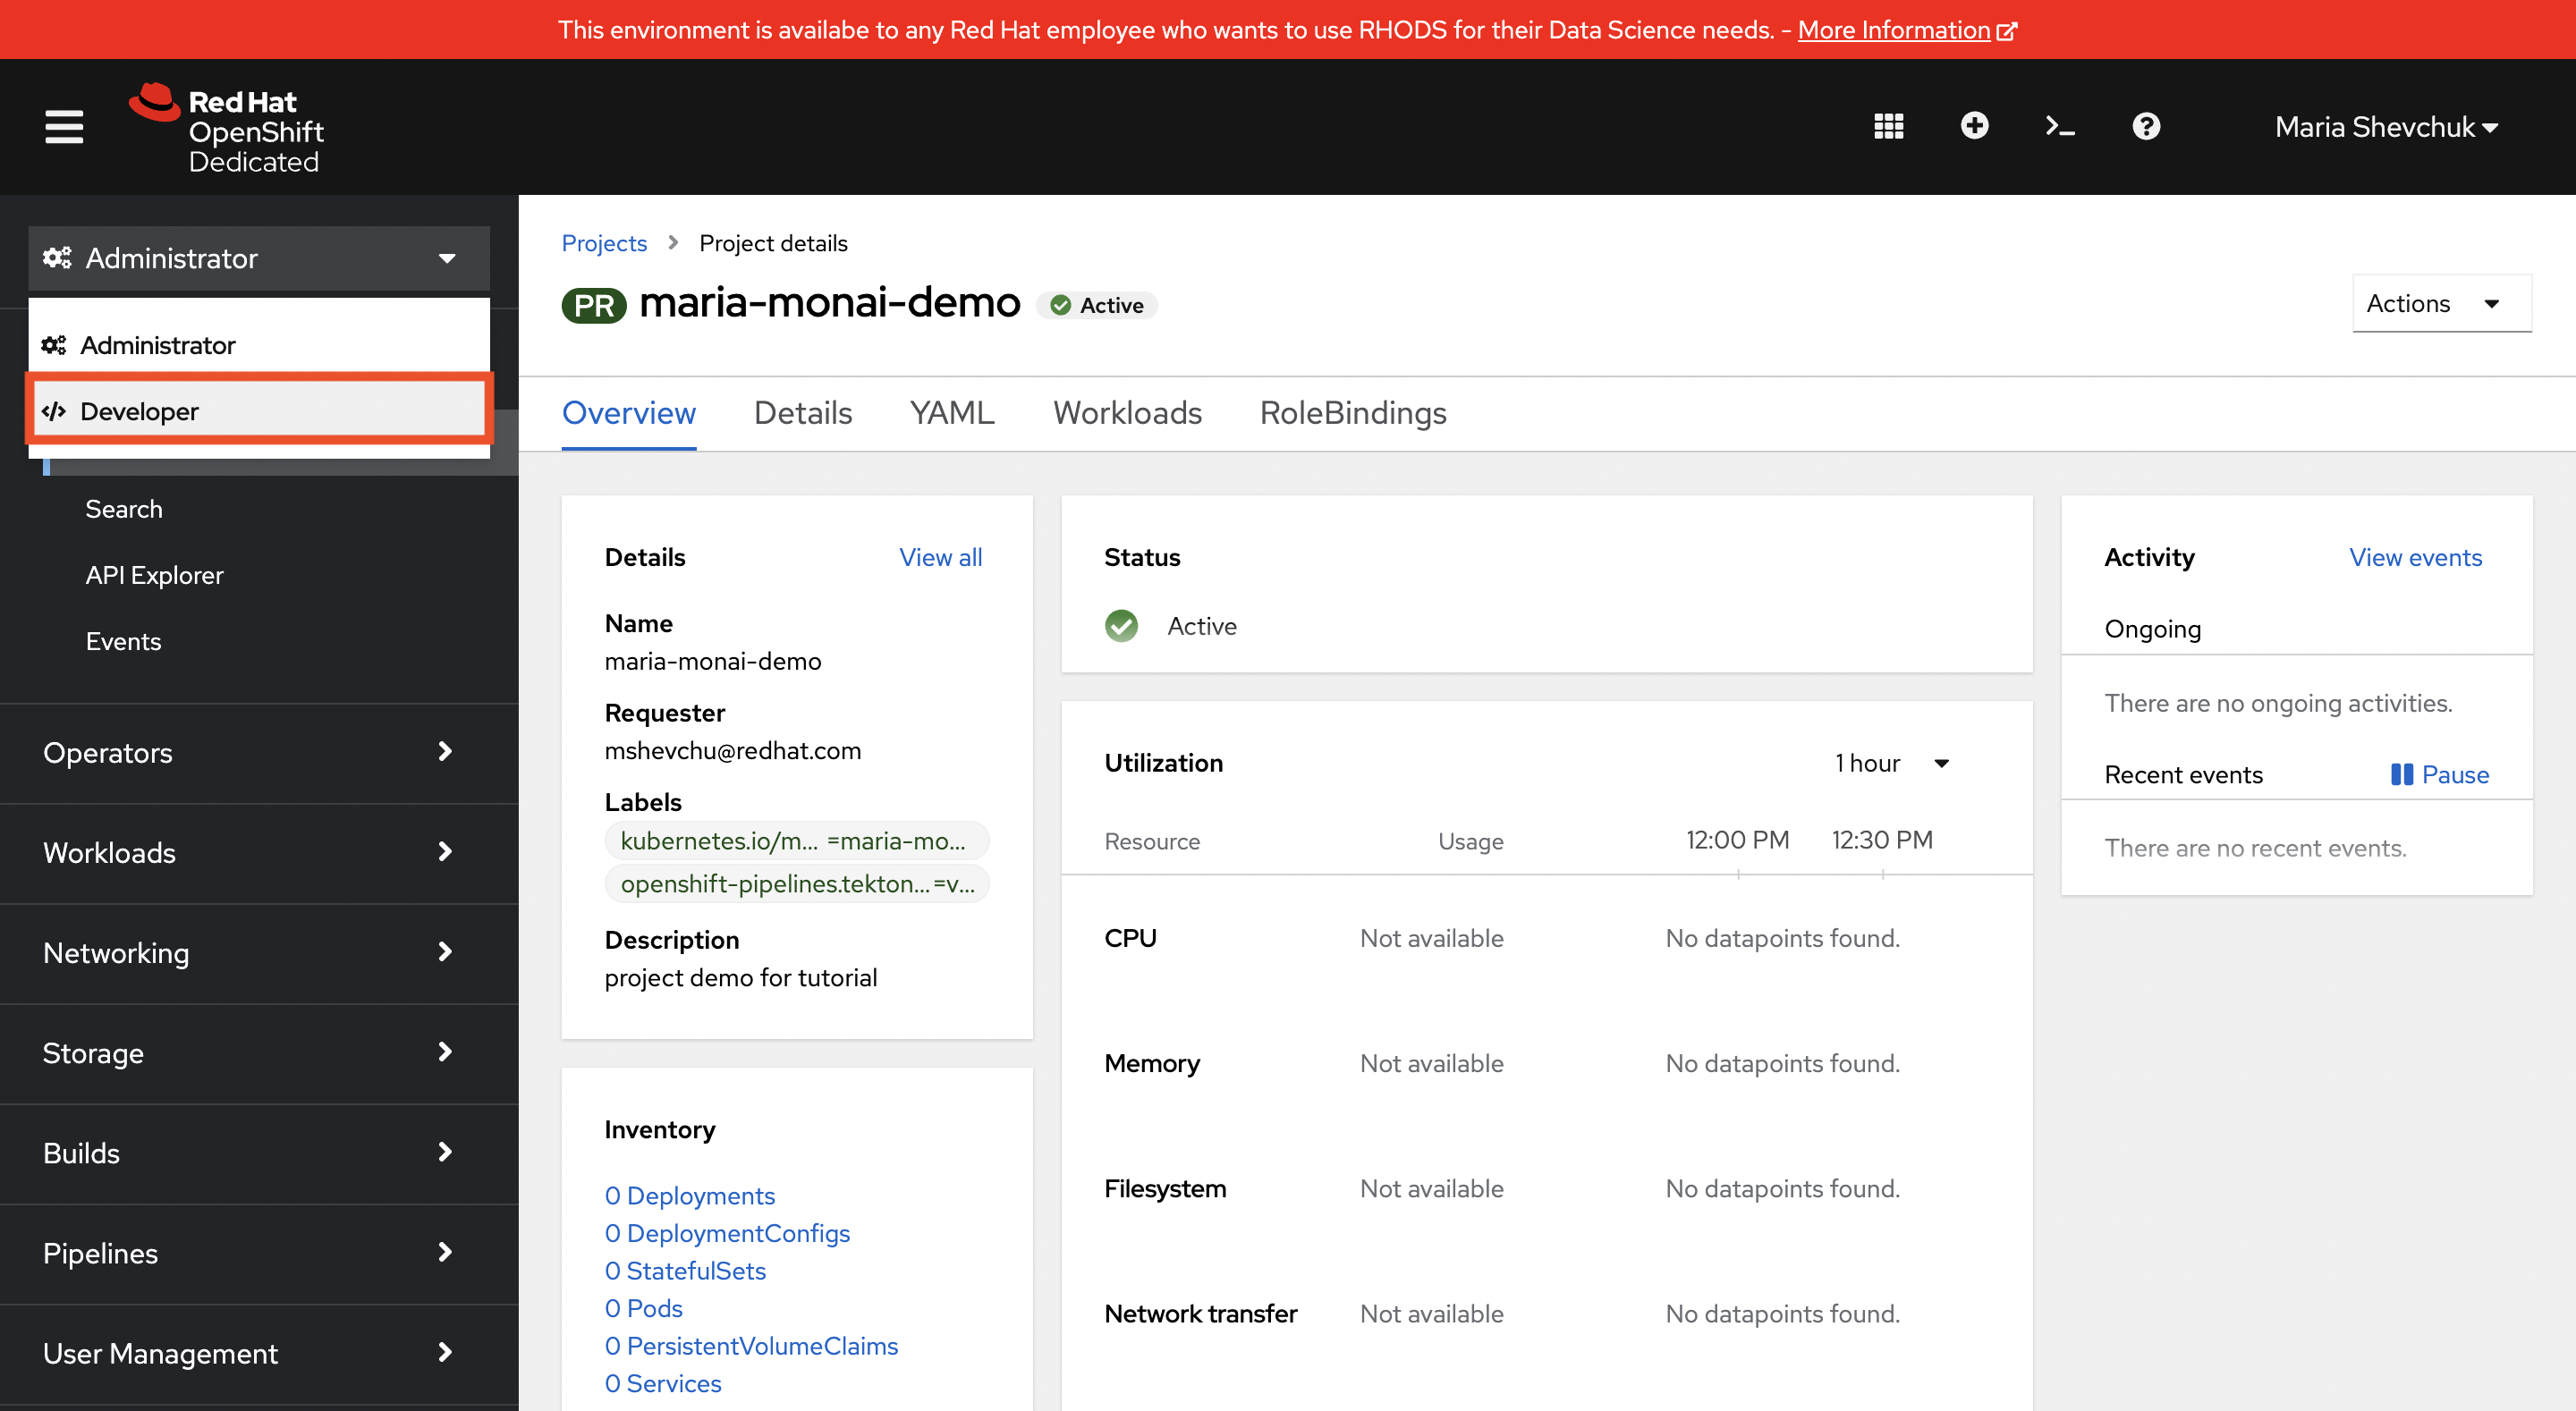 This environment is availabe to any Red Hat employee who wants to use RHODS for their Data Science needs. - More Information
Red Hat
OpenShift
Dedicated
Maria Shevchuk
Administrator
Administrator
Developer
Search
API Explorer
Events
Operators
Workloads
Networking
Storage
Builds
Pipelines
User Management
Projects > Project details
PR maria-monai-demo Active
Actions
Overview Details YAML Workloads RoleBindings
Details View all
Name
maria-monai-demo
Requester
mshevchu@redhat.com
Labels
kubernetes.io/m... =maria-mo...
openshift-pipelines.tekton...=v...
Description
project demo for tutorial
Inventory
0 Deployments
0 DeploymentConfigs
0 StatefulSets
0 Pods
0 PersistentVolumeClaims
0 Services
Status
Active
Utilization 1 hour
Resource Usage 12:00 PM 12:30 PM
CPU Not available No datapoints found.
Memory Not available No datapoints found.
Filesystem Not available No datapoints found.
Network transfer Not available No datapoints found.
Activity View events
Ongoing
There are no ongoing activities.
Recent events Pause
There are no recent events.